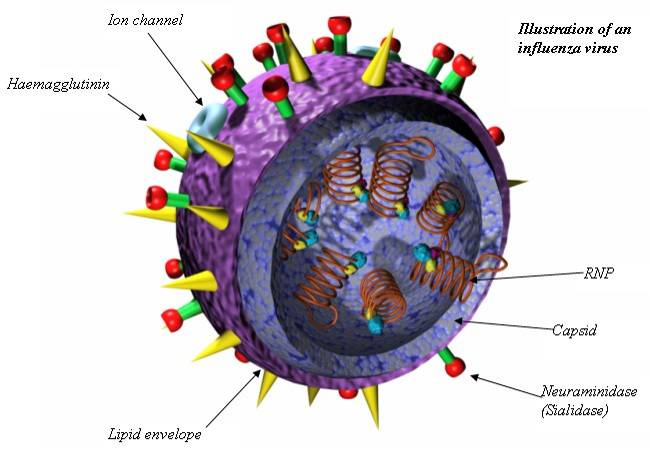 Ion channel
Illustration of an
influenza virus
Haemagglutinin
RNP
Capsid
Neuraminidase
(Sialidase)
Lipid envelope